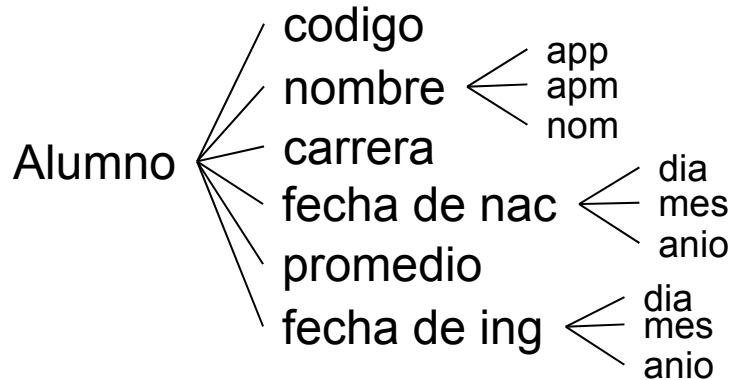 Alumno
codigo
nombre
app
apm
nom
carrera
fecha de nac
dia
mes
anio
promedio
fecha de ing
dia
mes
anio